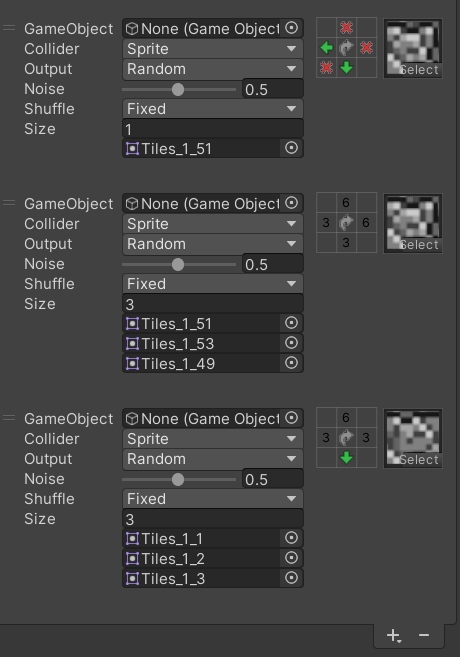 GameObject None (Game Object
Collider Sprite
Output Random
Noise 0.5
Shuffle Fixed
Size 1
Tiles_1_51
Select
GameObject None (Game Object
Collider Sprite
Output Random
Noise 0.5
Shuffle Fixed
Size 3
Tiles_1_51
Tiles_1_53
Tiles_1_49
6
3 6
3
Select
GameObject None (Game Object
Collider Sprite
Output Random
Noise 0.5
Shuffle Fixed
Size 3
Tiles_1_1
Tiles_1_2
Tiles_1_3
6
3 3
Select